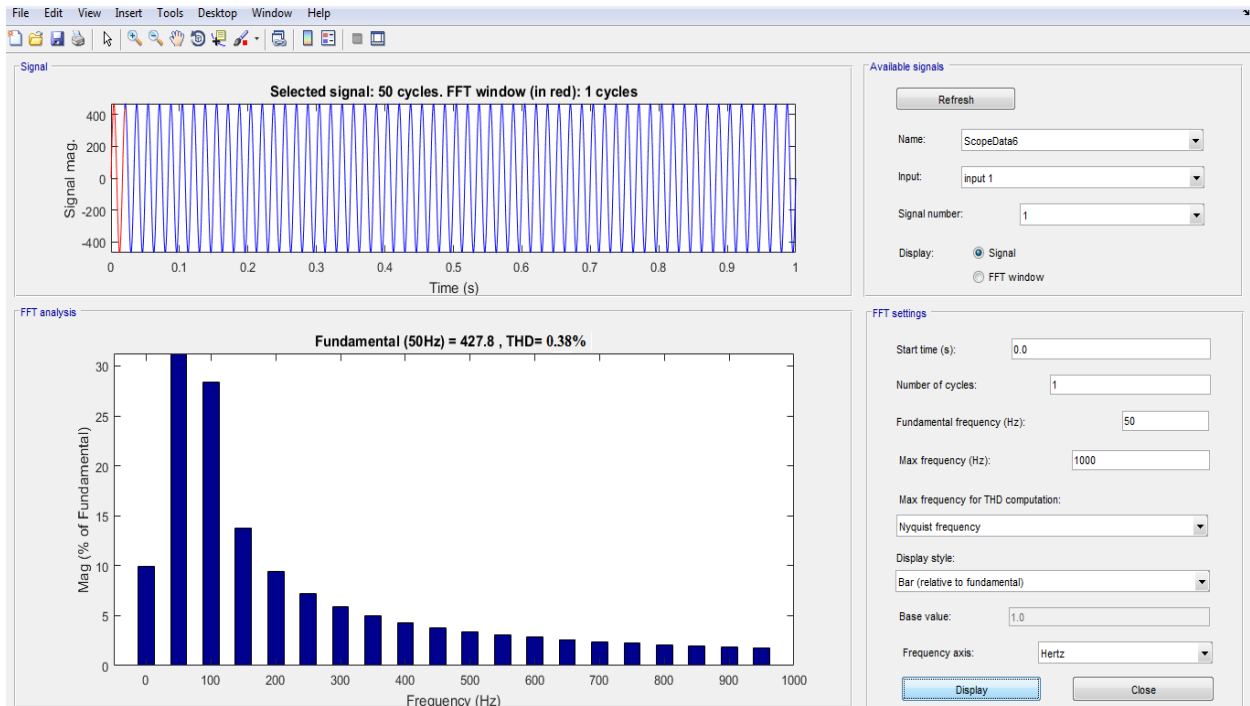 File Edit View Insert Tools Desktop Window Help
Signal
Selected signal: 50 cycles. FFT window (in red): 1 cycles
Signal mag.
400
200
0
-200
-400
0 0.1 0.2 0.3 0.4 0.5 0.6 0.7 0.8 0.9 1
Time (s)
FFT analysis
Fundamental (50Hz) = 427.8 , THD= 0.38%
Mag (% of Fundamental)
30
25
20
15
10
5
0
0 100 200 300 400 500 600 700 800 900 1000
Frequency (Hz)
Available signals
Refresh
Name: ScopeData6
Input: input 1
Signal number: 1
Display: Signal
FFT window
FFT settings
Start time (s): 0.0
Number of cycles: 1
Fundamental frequency (Hz): 50
Max frequency (Hz): 1000
Max frequency for THD computation:
Nyquist frequency
Display style:
Bar (relative to fundamental)
Base value: 1.0
Frequency axis: Hertz
Display Close